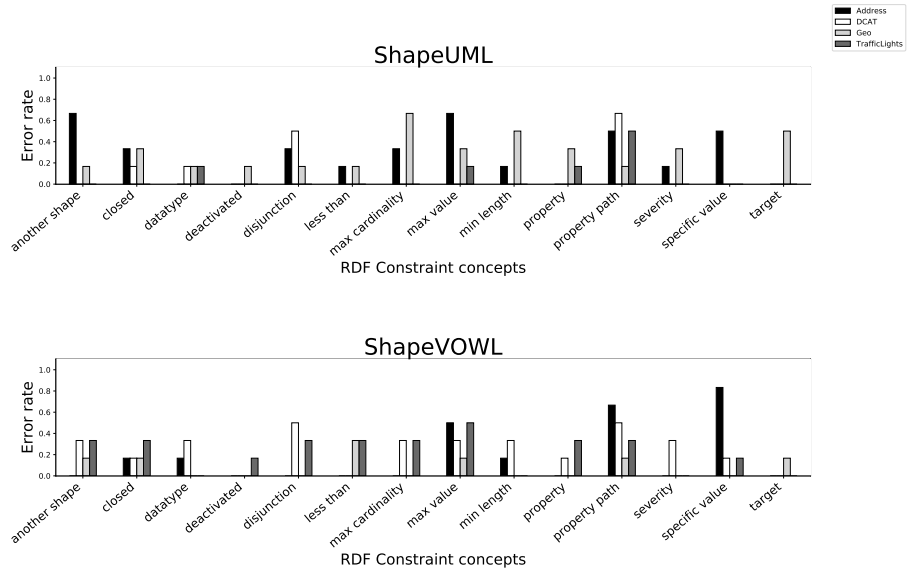 Address
DCAT
Geo
TrafficLights
ShapeUML
Error rate
1.0
0.8
0.6
0.4
0.2
0.0
another shape
closed
datatype
deactivated
disjunction
less than
max cardinality
max value
min length
property
property path
severity
specific value
target
RDF Constraint concepts
ShapeVOWL
Error rate
1.0
0.8
0.6
0.4
0.2
0.0
another shape
closed
datatype
deactivated
disjunction
less than
max cardinality
max value
min length
property
property path
severity
specific value
target
RDF Constraint concepts